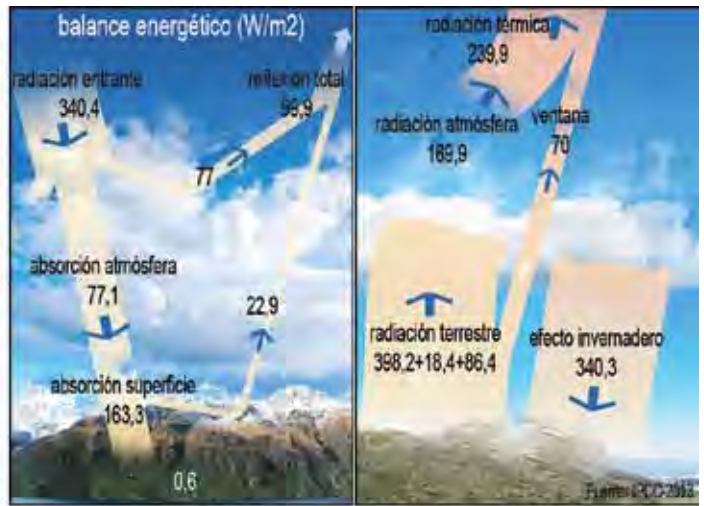 balance energético (W/m2)
radiación entrante
340,4
reflexión total
99,9
77
absorción atmósfera
77,1
22,9
absorción superficie
163,3
0,6
radiación térmica
239,9
radiación atmósfera
169,9
ventana
70
radiación terrestre
398,2+18,4+86,4
efecto invernadero
340,3
Fuente: